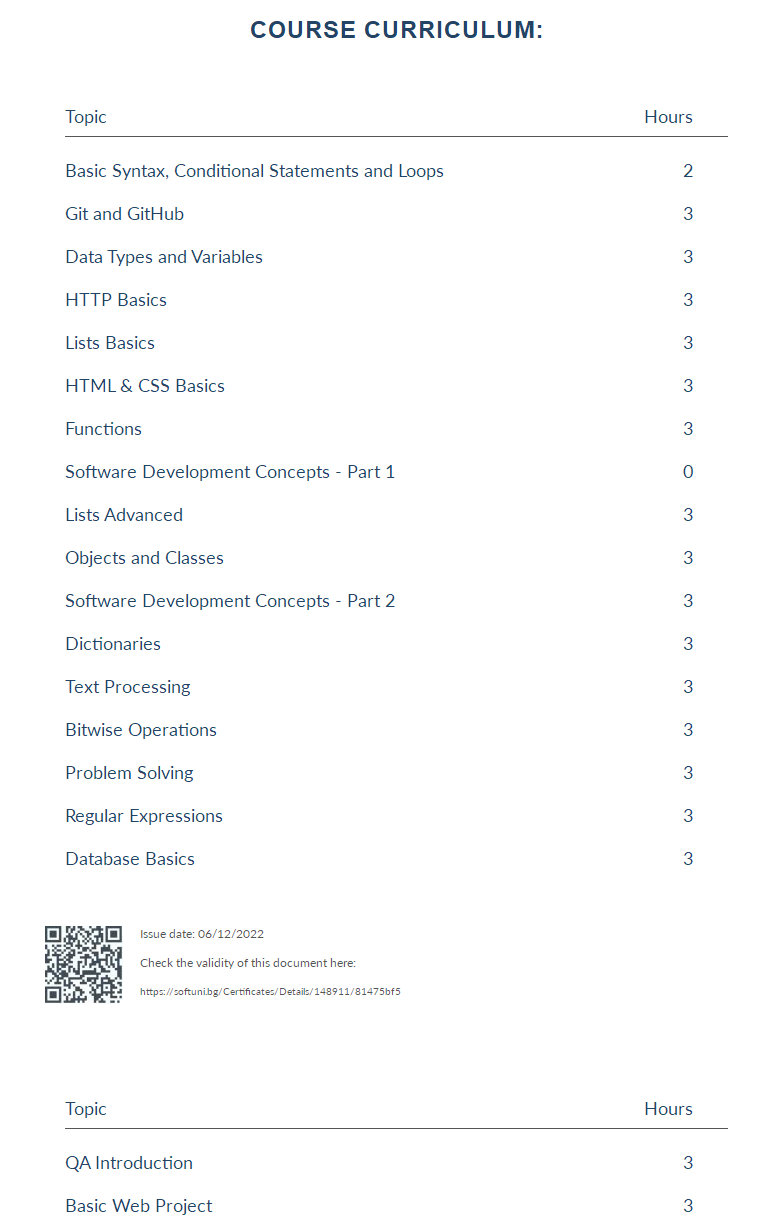 COURSE CURRICULUM:
Topic Hours
Basic Syntax, Conditional Statements and Loops 2
Git and GitHub 3
Data Types and Variables 3
HTTP Basics 3
Lists Basics 3
HTML & CSS Basics 3
Functions 3
Software Development Concepts - Part 1 0
Lists Advanced 3
Objects and Classes 3
Software Development Concepts - Part 2 3
Dictionaries 3
Text Processing 3
Bitwise Operations 3
Problem Solving 3
Regular Expressions 3
Database Basics 3
Issue date: 06/12/2022
Check the validity of this document here:
https://softuni.bg/Certificates/Details/148911/81475bf5
Topic Hours
QA Introduction 3
Basic Web Project 3